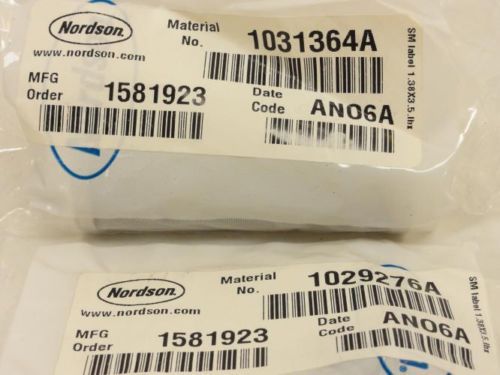 Nordson.
www.nordson.com
Material No. 1031364A
MFG Order 1581923
Date Code AN06A
SM label 1.38X3.5.lbx
Nordson.
www.nordson.com
Material No. 1029276A
MFG Order 1581923
Date Code AN06A
SM label 1.38X3.5.lbx